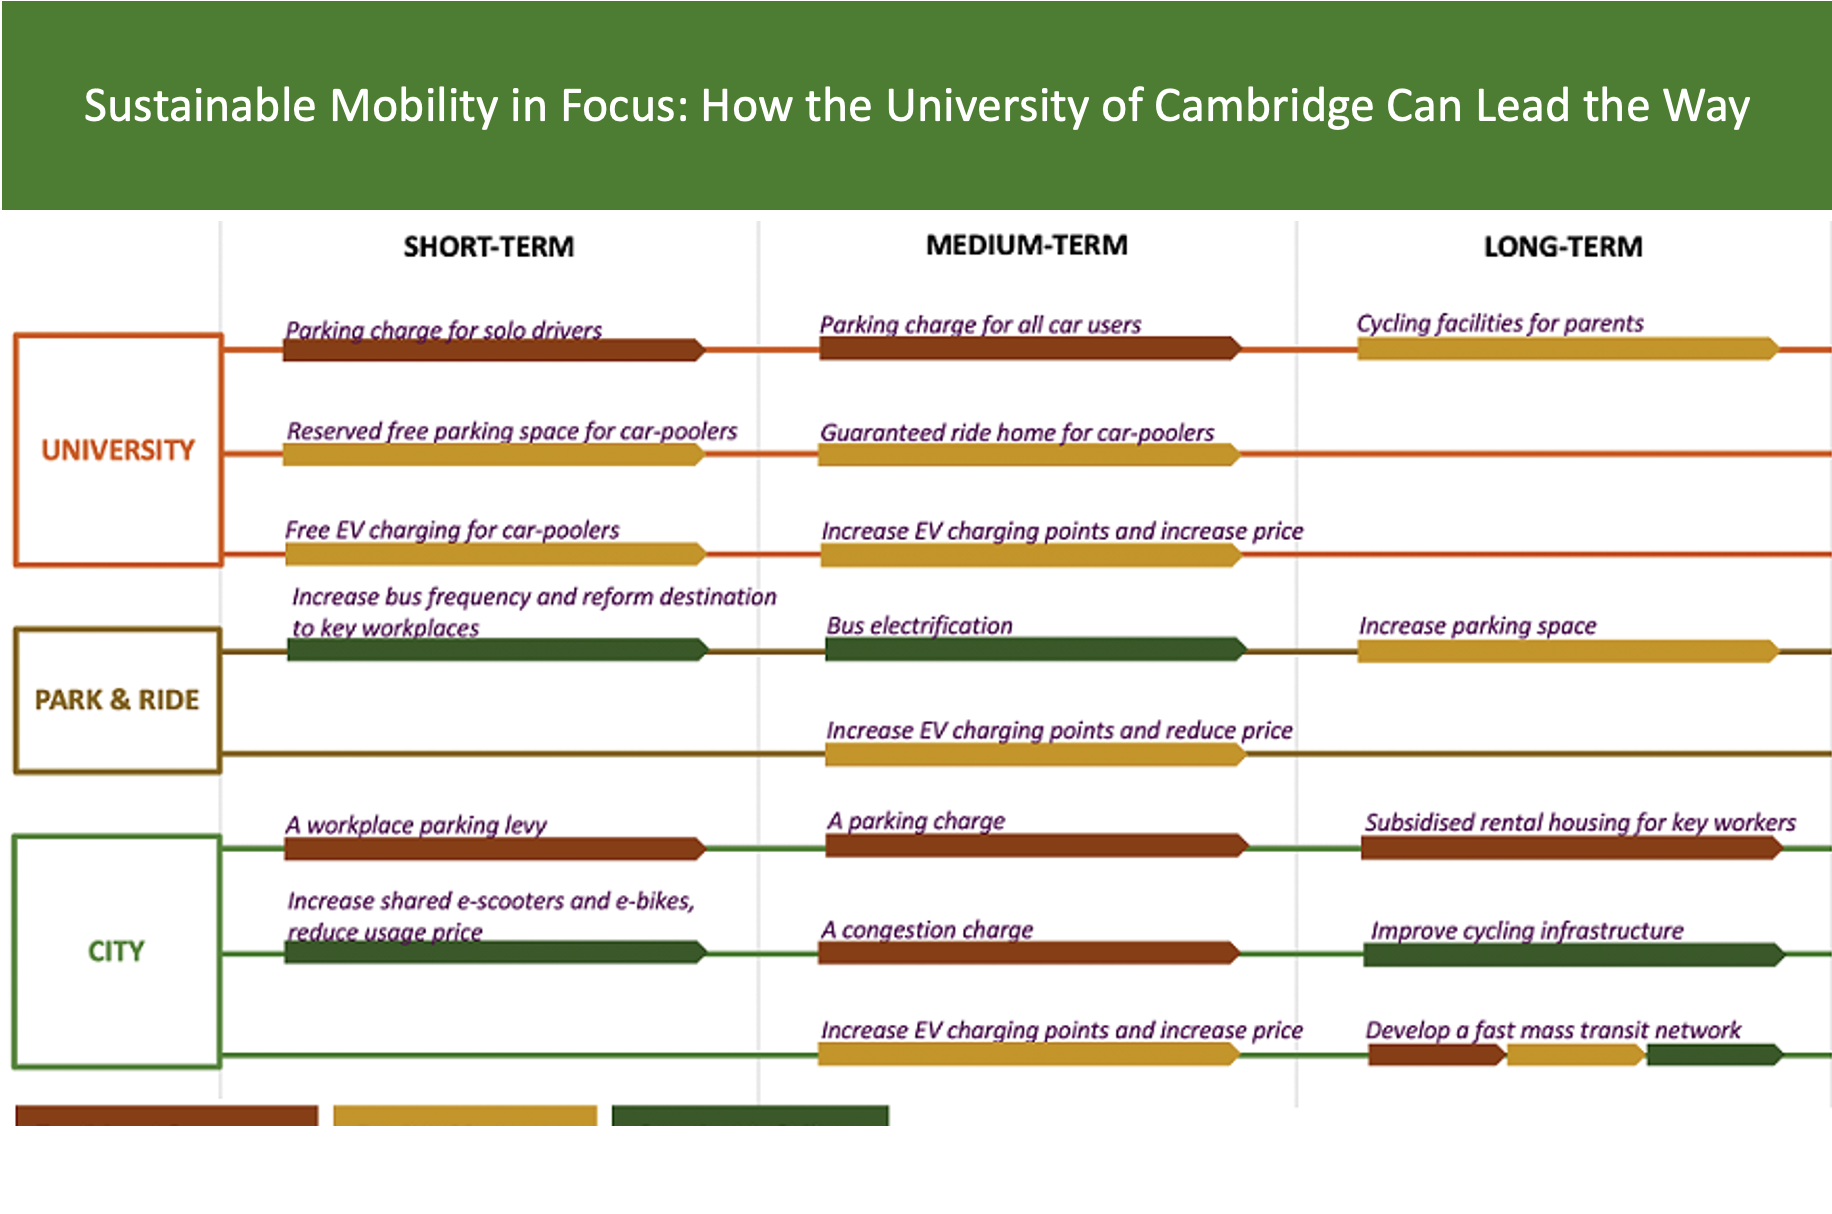 Sustainable Mobility in Focus: How the University of Cambridge Can Lead the Way
SHORT-TERM
MEDIUM-TERM
LONG-TERM
UNIVERSITY
Parking charge for solo drivers
Parking charge for all car users
Cycling facilities for parents
Reserved free parking space for car-poolers
Guaranteed ride home for car-poolers
Free EV charging for car-poolers
Increase EV charging points and increase price
PARK & RIDE
Increase bus frequency and reform destination
to key workplaces
Bus electrification
Increase parking space
Increase EV charging points and reduce price
CITY
A workplace parking levy
A parking charge
Subsidised rental housing for key workers
Increase shared e-scooters and e-bikes,
reduce usage price
A congestion charge
Improve cycling infrastructure
Increase EV charging points and increase price
Develop a fast mass transit network